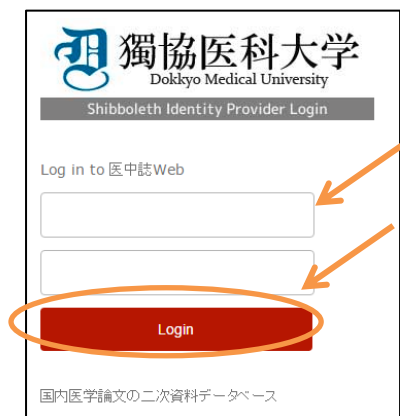 獨協医科大学
Dokkyo Medical University
Shibboleth Identity Provider Login
Log in to 医中誌Web
Login
国内医学論文の二次資料データベース